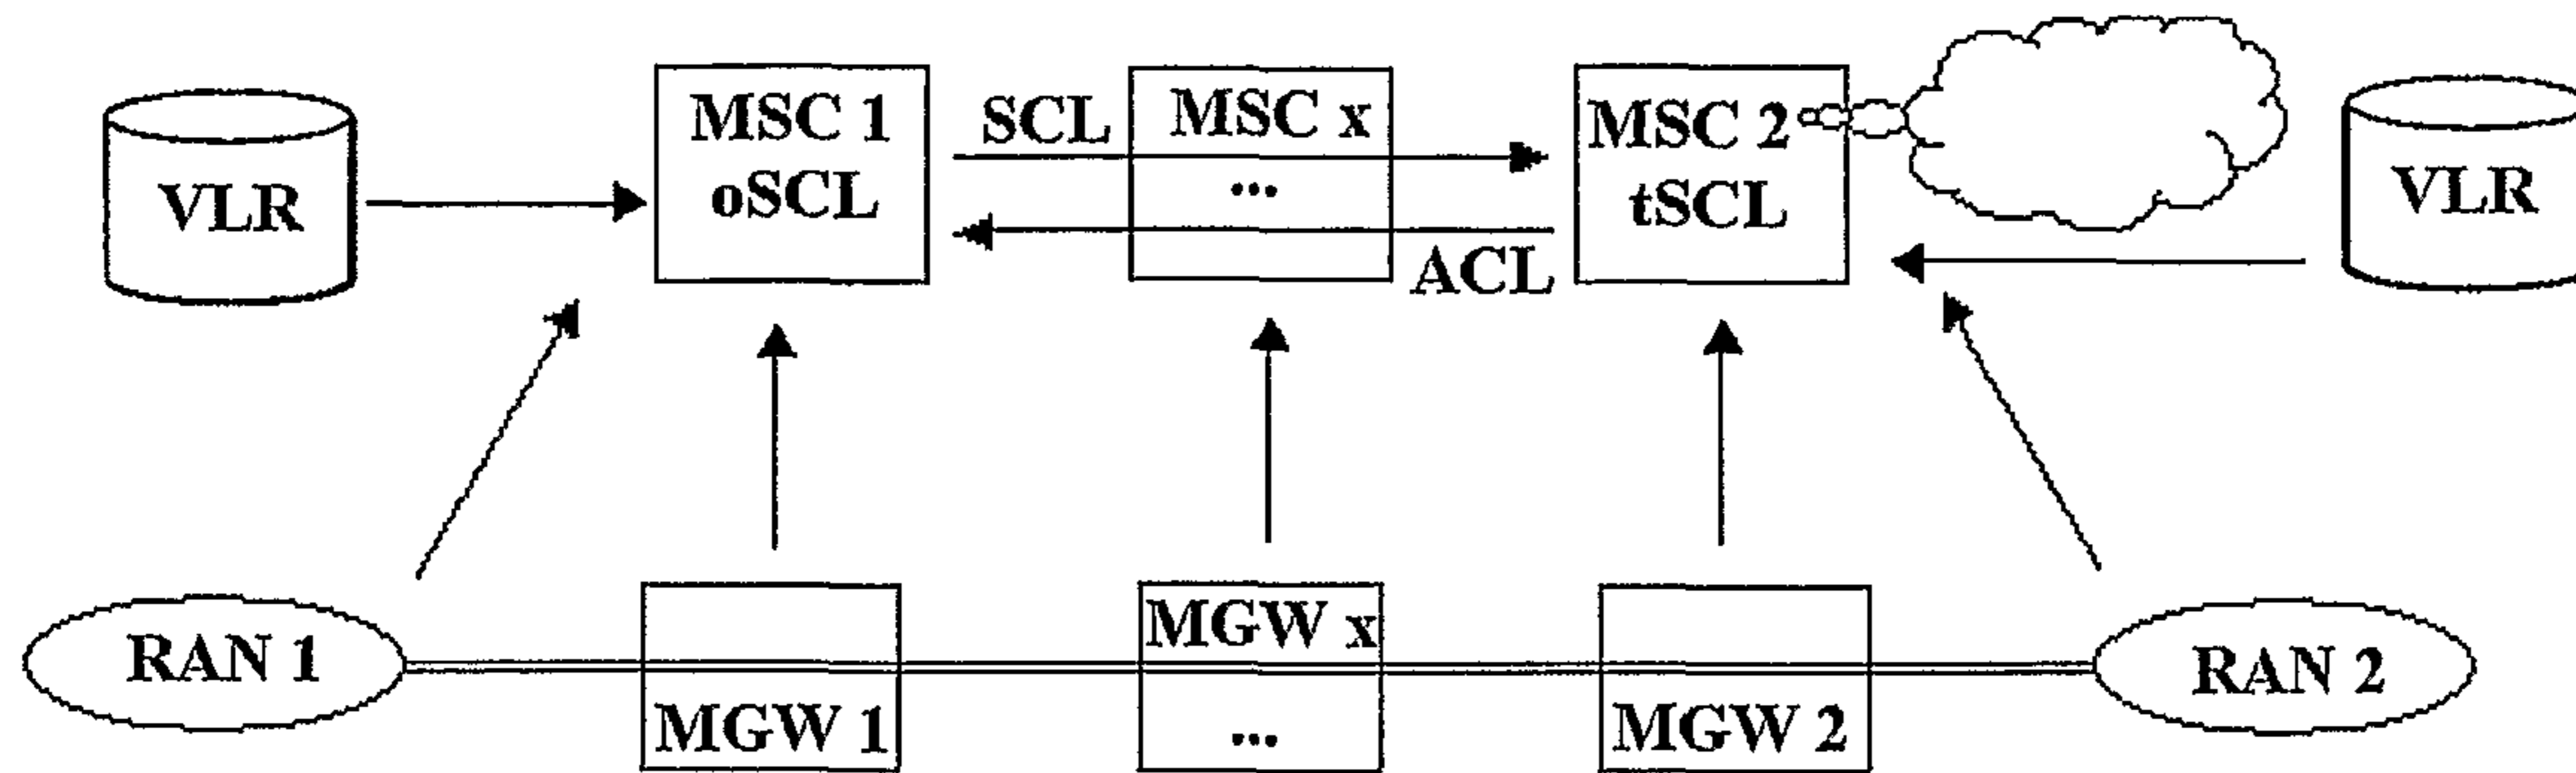 VLR
MSC 1
oSCL
SCL
MSC x
...
ACL
MSC 2
tSCL
VLR
RAN 1
MGW 1
MGW x
...
MGW 2
RAN 2